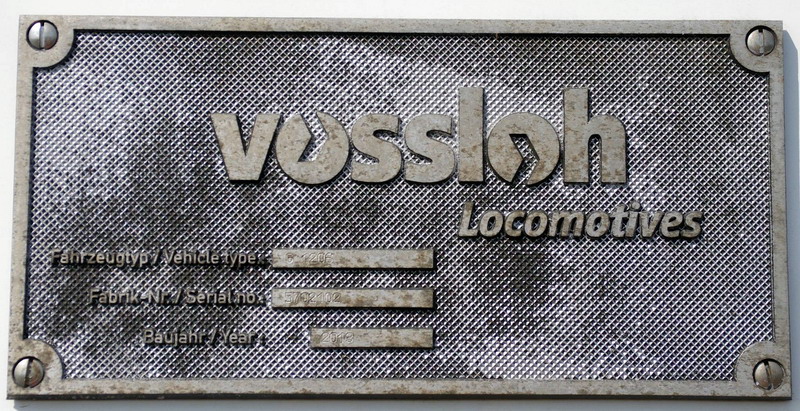 vossloh
Locomotives
Fahrzeugtyp / Vehicle type
Fabrik-Nr. / Serial no.
Baujahr / Year